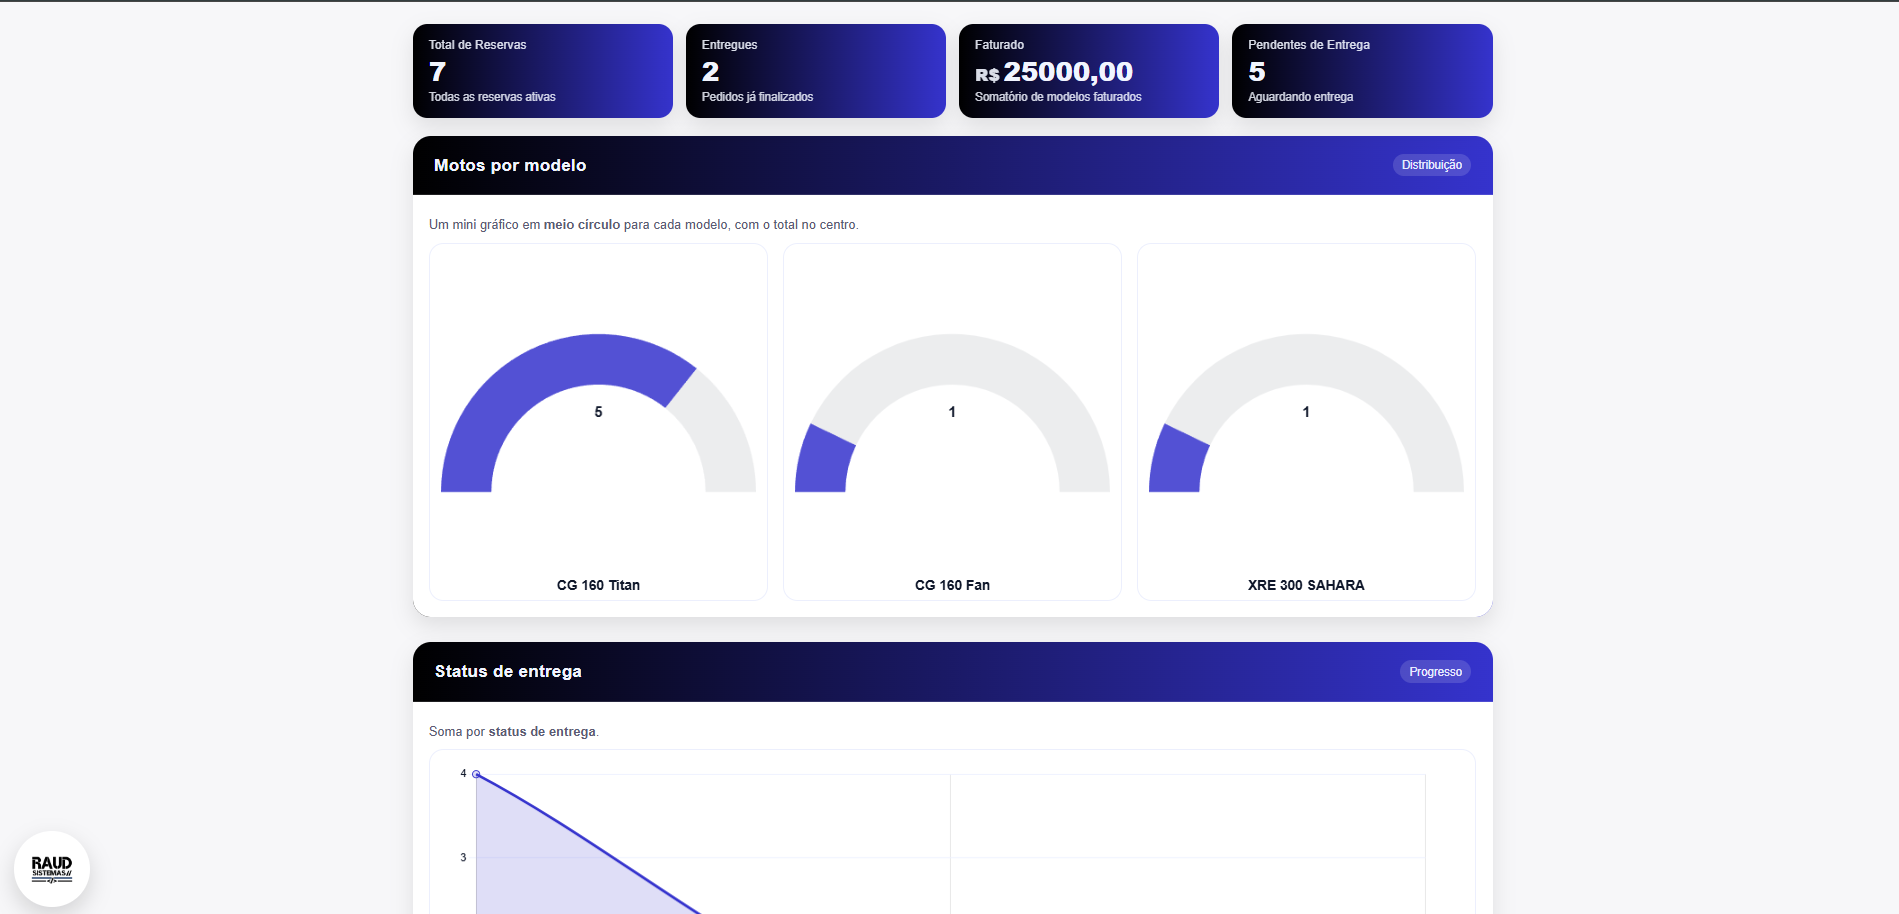 Total de Reservas
7
Todas as reservas ativas
Entregues
2
Pedidos já finalizados
Faturado
R$ 25000,00
Somatório de modelos faturados
Pendentes de Entrega
5
Aguardando entrega
Motos por modelo
Distribuição
Um mini gráfico em meio círculo para cada modelo, com o total no centro.
5
CG 160 Titan
1
CG 160 Fan
1
XRE 300 SAHARA
Status de entrega
Progresso
Soma por status de entrega.
4
3
RAUD
SISTEMAS//
</>